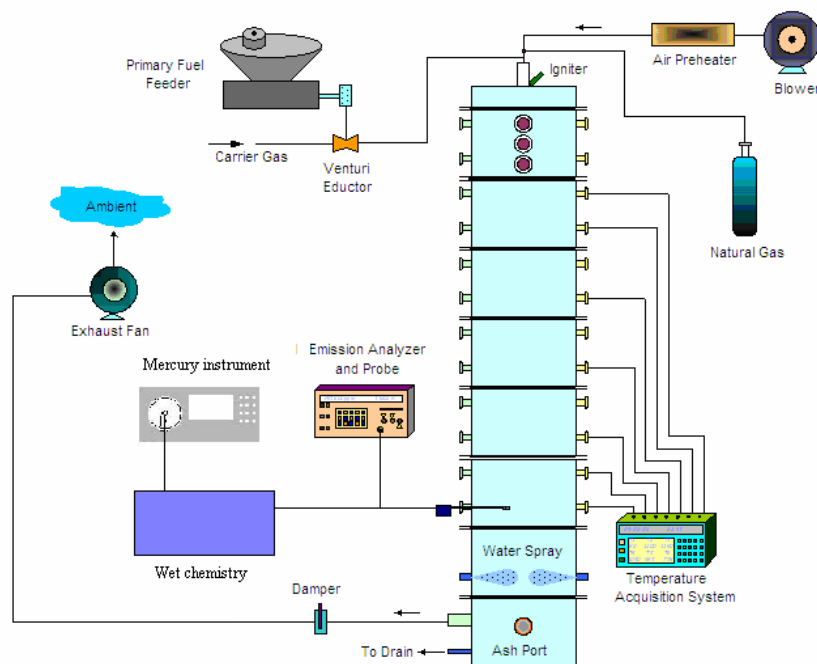 Primary Fuel
Feeder
Igniter
Air Preheater
Blower
Carrier Gas
Venturi
Eductor
Ambient
Natural Gas
Exhaust Fan
Mercury instrument
Emission Analyzer
and Probe
Water Spray
Wet chemistry
Temperature
Acquisition System
Damper
To Drain
Ash Port